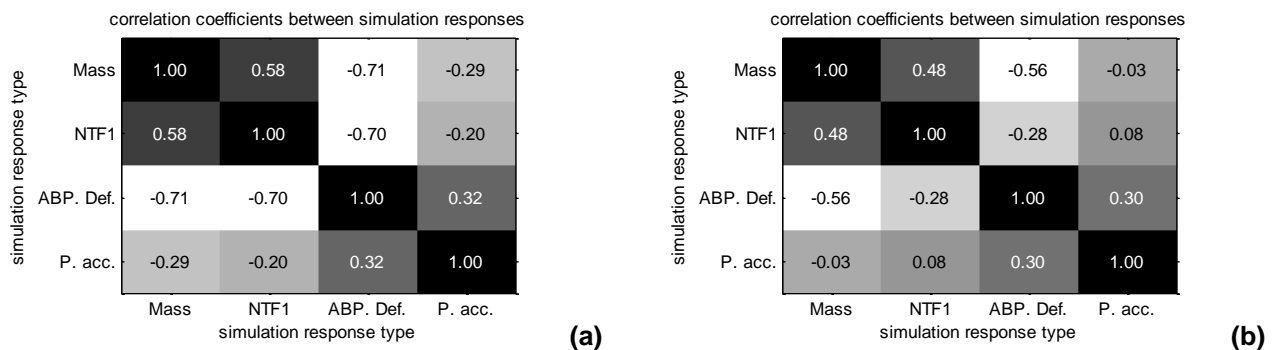 correlation coefficients between simulation responses
simulation response type
Mass 1.00 0.58 -0.71 -0.29
NTF1 0.58 1.00 -0.70 -0.20
ABP. Def. -0.71 -0.70 1.00 0.32
P. acc. -0.29 -0.20 0.32 1.00
Mass NTF1 ABP. Def. P. acc.
simulation response type
(a)
correlation coefficients between simulation responses
simulation response type
Mass 1.00 0.48 -0.56 -0.03
NTF1 0.48 1.00 -0.28 0.08
ABP. Def. -0.56 -0.28 1.00 0.30
P. acc. -0.03 0.08 0.30 1.00
Mass NTF1 ABP. Def. P. acc.
simulation response type
(b)